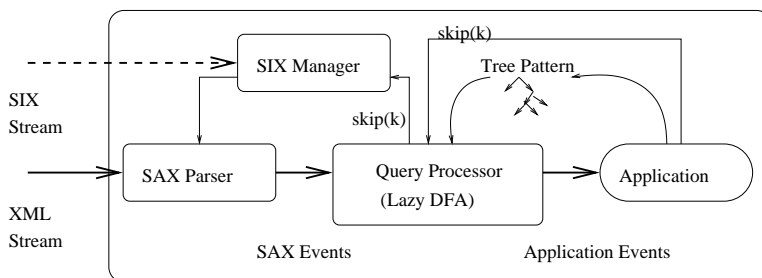 skip(k)
SIX Manager
Tree Pattern
SIX
Stream
skip(k)
SAX Parser
Query Processor
(Lazy DFA)
Application
XML
Stream
SAX Events
Application Events